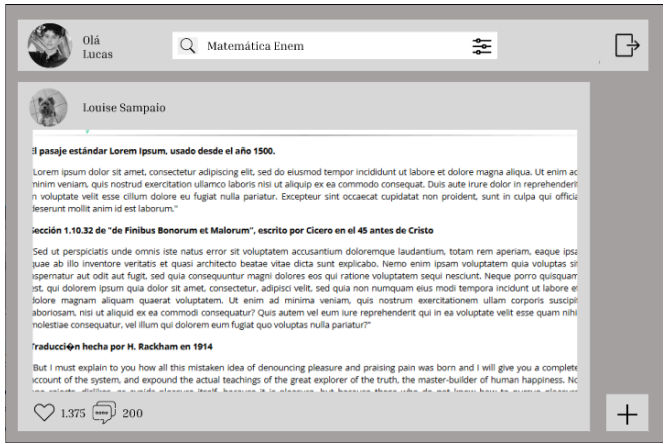 Olá
Lucas
Matemática Enem
Louise Sampaio
El pasaje estándar Lorem Ipsum, usado desde el año 1500.
"Lorem ipsum dolor sit amet, consectetur adipiscing elit, sed do eiusmod tempor incididunt ut labore et dolore magna aliqua. Ut enim ad
minim veniam, quis nostrud exercitation ullamco laboris nisi ut aliquip ex ea commodo consequat. Duis aute irure dolor in reprehenderit
in voluptate velit esse cillum dolore eu fugiat nulla pariatur. Excepteur sint occaecat cupidatat non proident, sunt in culpa qui officia
deserunt mollit anim id est laborum."
Sección 1.10.32 de "de Finibus Bonorum et Malorum", escrito por Cicero en el 45 antes de Cristo
"Sed ut perspiciatis unde omnis iste natus error sit voluptatem accusantium doloremque laudantium, totam rem aperiam, eaque ipsa
quae ab illo inventore veritatis et quasi architecto beatae vitae dicta sunt explicabo. Nemo enim ipsam voluptatem quia voluptas sit
aspernatur aut odit aut fugit, sed quia consequuntur magni dolores eos qui ratione voluptatem sequi nesciunt. Neque porro quisquam
est, qui dolorem ipsum quia dolor sit amet, consectetur, adipisci velit, sed quia non numquam eius modi tempora incidunt ut labore et
dolore magnam aliquam quaerat voluptatem. Ut enim ad minima veniam, quis nostrum exercitationem ullam corporis suscipit
laboriosam, nisi ut aliquid ex ea commodi consequatur? Quis autem vel eum iure reprehenderit qui in ea voluptate velit esse quam nihil
molestiae consequatur, vel illum qui dolorem eum fugiat quo voluptas nulla pariatur?"
Traducci�n hecha por H. Rackham en 1914
"But I must explain to you how all this mistaken idea of denouncing pleasure and praising pain was born and I will give you a complete
account of the system, and expound the actual teachings of the great explorer of the truth, the master-builder of human happiness. No
1.375 200